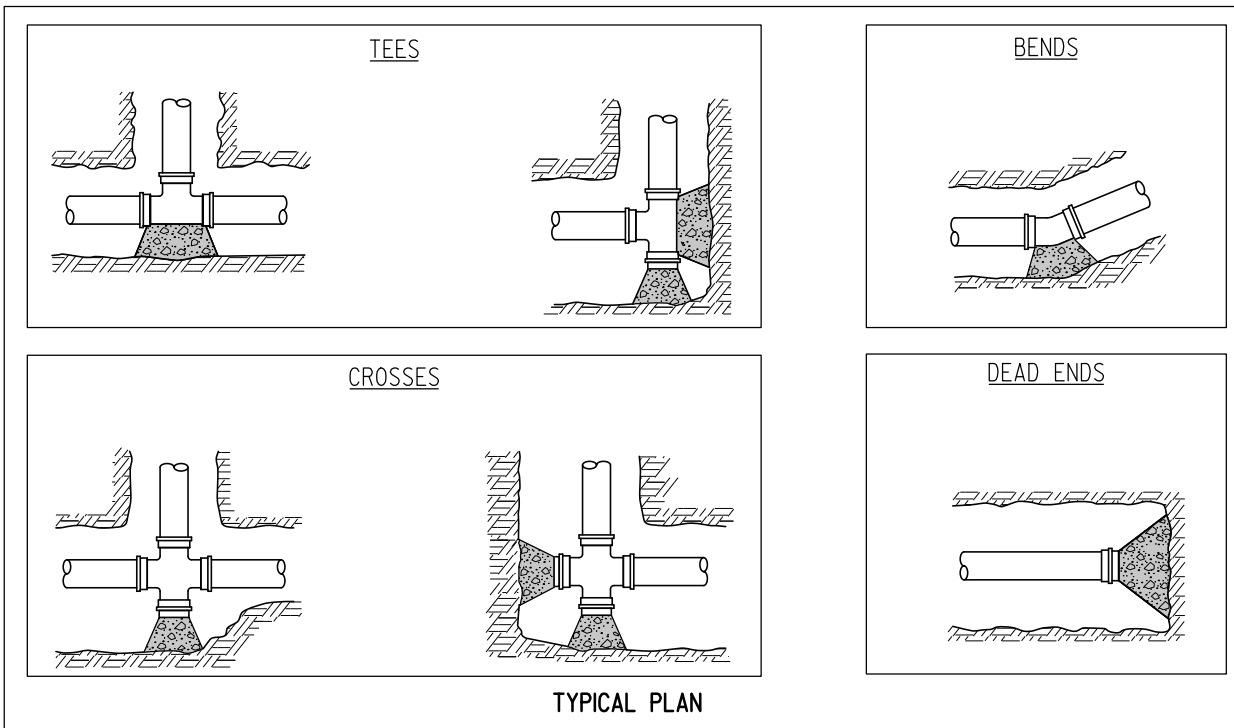 TEES
BENDS
CROSSES
DEAD ENDS
TYPICAL PLAN